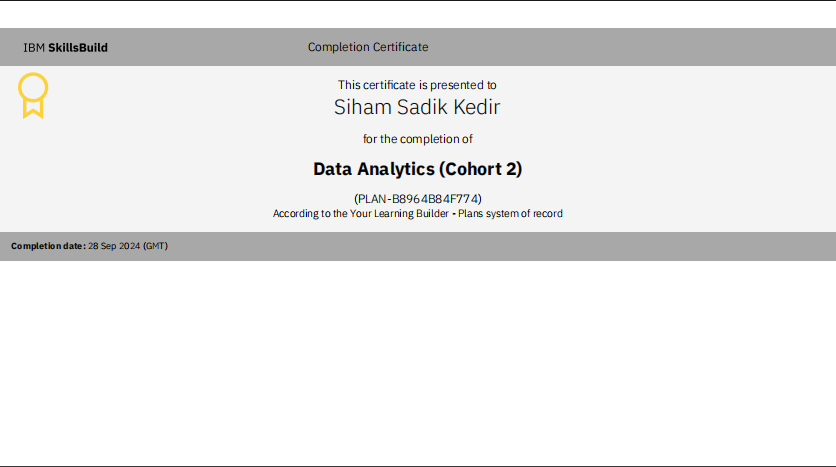 IBM SkillsBuild
Completion Certificate
This certificate is presented to
Siham Sadik Kedir
for the completion of
Data Analytics (Cohort 2)
(PLAN-B8964B84F774)
According to the Your Learning Builder - Plans system of record
Completion date: 28 Sep 2024 (GMT)